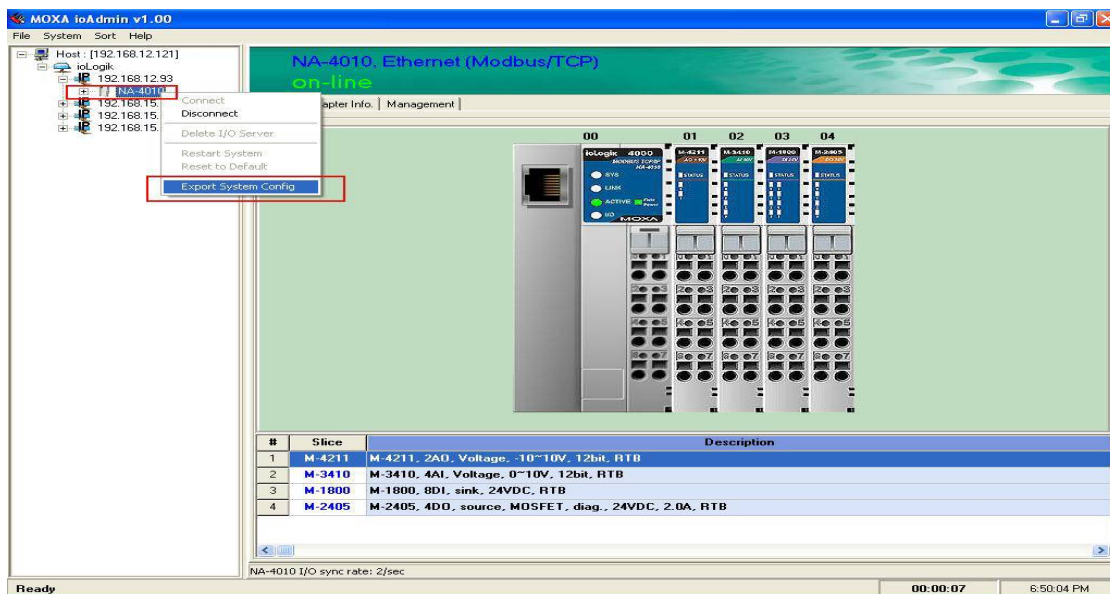 MOXA ioAdmin v1.00
File System Sort Help
Host : [192.168.12.121]
ioLogik
192.168.12.93
NA-4010
192.168.15.
192.168.15.
192.168.15.
Connect
Disconnect
Delete I/O Server
Restart System
Reset to Default
Export System Config
NA-4010, Ethernet (Modbus/TCP)
on-line
apter Info. Management
00 01 02 03 04
ioLogik 4000
MODBUS TCP/IP
SYS
LINK
ACTIVE
Field Power
I/O
MOXA
M-4211 M-3410 M-1800 M-2405
STATUS STATUS STATUS STATUS
# Slice Description
1 M-4211 M-4211, 2AO, Voltage, -10~10V, 12bit, RTB
2 M-3410 M-3410, 4AI, Voltage, 0~10V, 12bit, RTB
3 M-1800 M-1800, 8DI, sink, 24VDC, RTB
4 M-2405 M-2405, 4DO, source, MOSFET, diag., 24VDC, 2.0A, RTB
NA-4010 I/O sync rate: 2/sec
Ready 00:00:07 6:50:04 PM